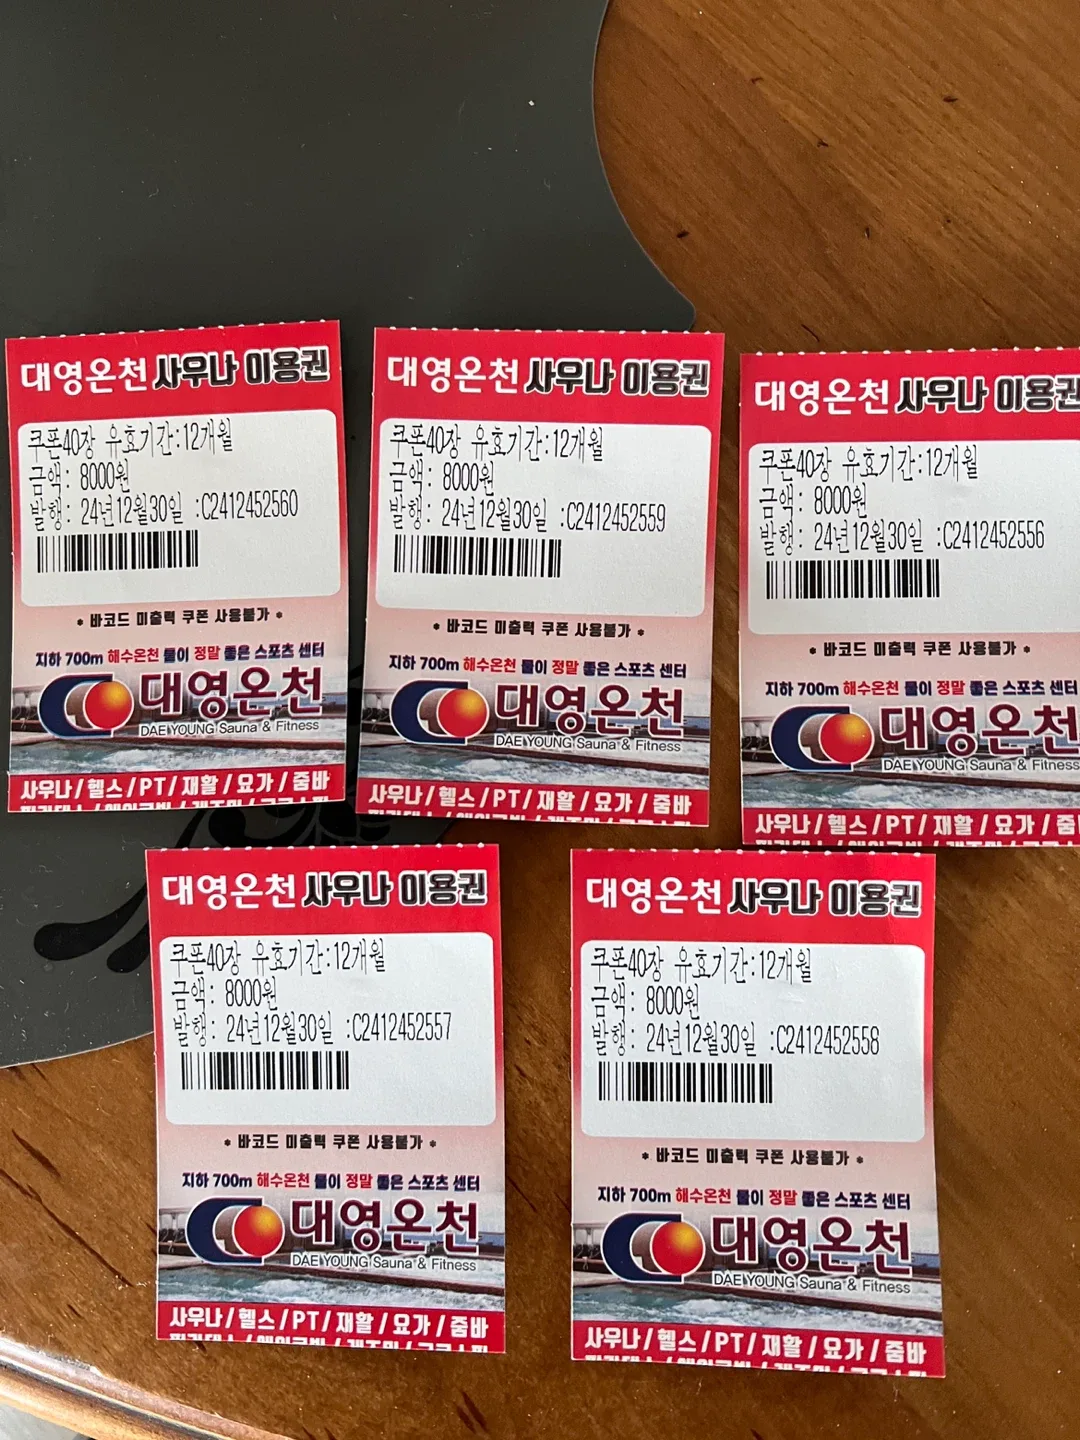 대영온천 사우나 이용권
쿠폰40장 유효기간:12개월
금액: 8000원
발행: 24년12월30일 :C2412452560
* 바코드 미출력 쿠폰 사용불가 *
지하 700m 해수온천 물이 정말 좋은 스포츠 센터
대영온천
DAE YOUNG Sauna & Fitness
사우나/헬스/PT/재활/요가/줌바
대영온천 사우나 이용권
쿠폰40장 유효기간:12개월
금액: 8000원
발행: 24년12월30일 :C2412452559
* 바코드 미출력 쿠폰 사용불가 *
지하 700m 해수온천 물이 정말 좋은 스포츠 센터
대영온천
DAE YOUNG Sauna & Fitness
사우나/헬스/PT/재활/요가/줌바
대영온천 사우나 이용권
쿠폰40장 유효기간:12개월
금액: 8000원
발행: 24년12월30일 :C2412452556
* 바코드 미출력 쿠폰 사용불가 *
지하 700m 해수온천 물이 정말 좋은 스포츠 센터
대영온천
DAE YOUNG Sauna & Fitness
사우나/헬스/PT/재활/요가/줌바
대영온천 사우나 이용권
쿠폰40장 유효기간:12개월
금액: 8000원
발행: 24년12월30일 :C2412452557
* 바코드 미출력 쿠폰 사용불가 *
지하 700m 해수온천 물이 정말 좋은 스포츠 센터
대영온천
DAE YOUNG Sauna & Fitness
사우나/헬스/PT/재활/요가/줌바
대영온천 사우나 이용권
쿠폰40장 유효기간:12개월
금액: 8000원
발행: 24년12월30일 :C2412452558
* 바코드 미출력 쿠폰 사용불가 *
지하 700m 해수온천 물이 정말 좋은 스포츠 센터
대영온천
DAE YOUNG Sauna & Fitness
사우나/헬스/PT/재활/요가/줌바